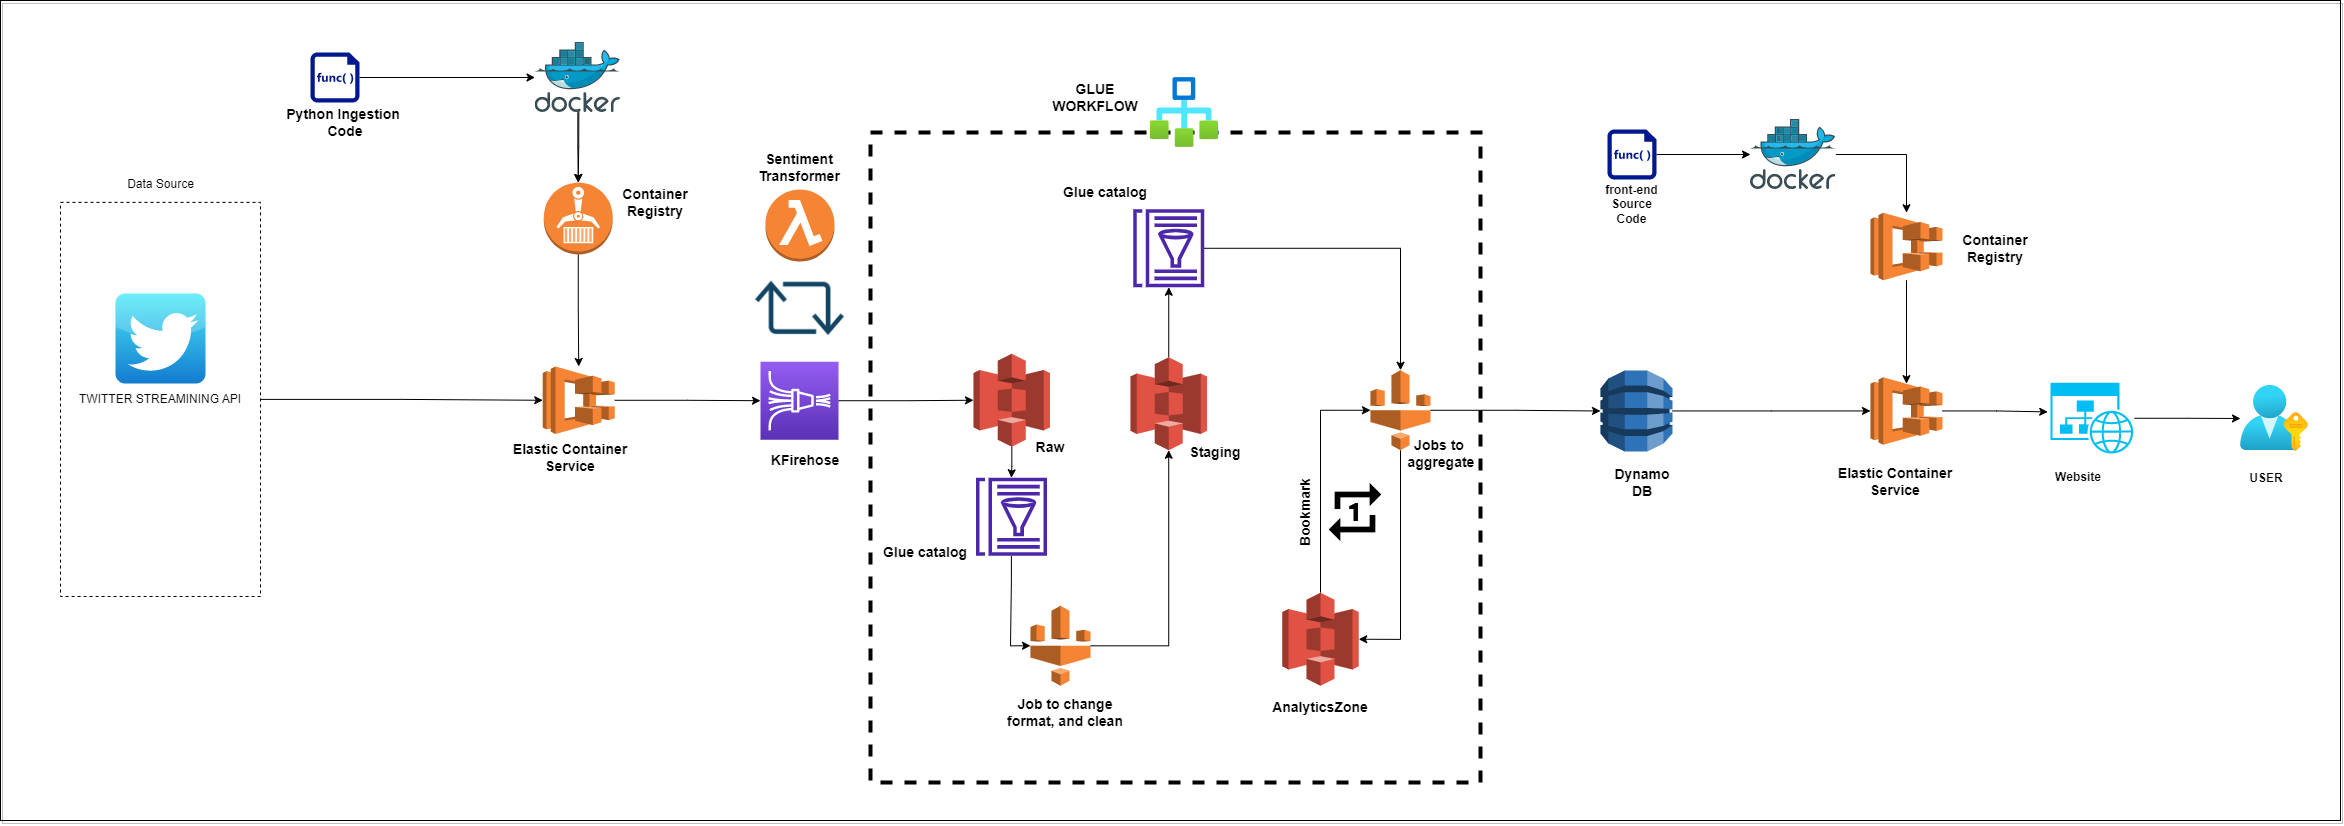 func( )
Python Ingestion
Code
docker
Data Source
TWITTER STREAMINING API
Container
Registry
Elastic Container
Service
Sentiment
Transformer
KFirehose
GLUE
WORKFLOW
Glue catalog
Raw
Glue catalog
Job to change
format, and clean
Staging
Jobs to
aggregate
Bookmark
1
AnalyticsZone
Dynamo
DB
func( )
front-end
Source
Code
docker
Container
Registry
Elastic Container
Service
Website
USER